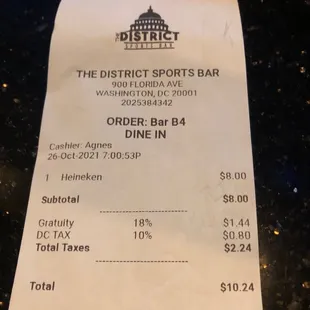 THE
DISTRICT
SPORTS BAR
THE DISTRICT SPORTS BAR
900 FLORIDA AVE
WASHINGTON, DC 20001
2025384342
ORDER: Bar B4
DINE IN
Cashier: Agnes
26-Oct-2021 7:00:53P
1 Heineken $8.00
Subtotal $8.00
Gratuity 18% $1.44
DC TAX 10% $0.80
Total Taxes $2.24
Total $10.24